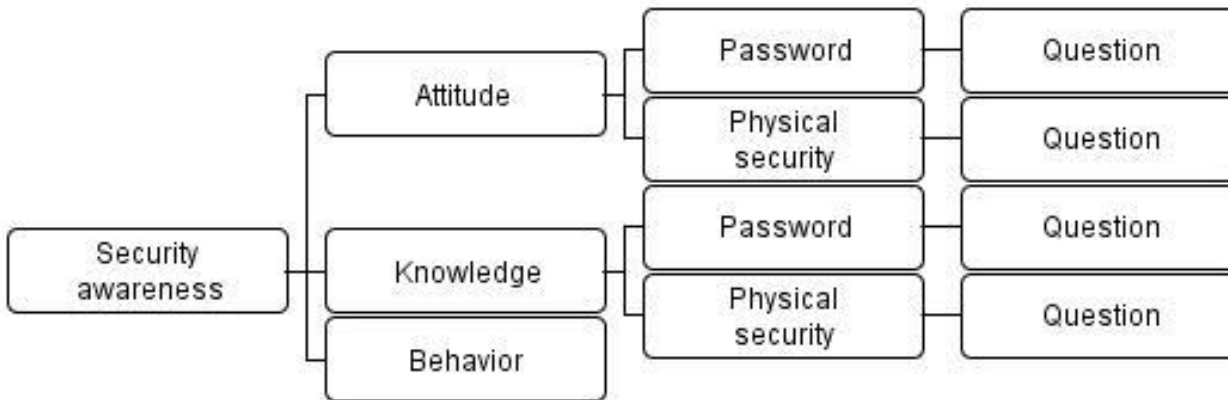 Password
Question
Attitude
Physical
security
Question
Password
Question
Security
awareness
Knowledge
Physical
security
Question
Behavior